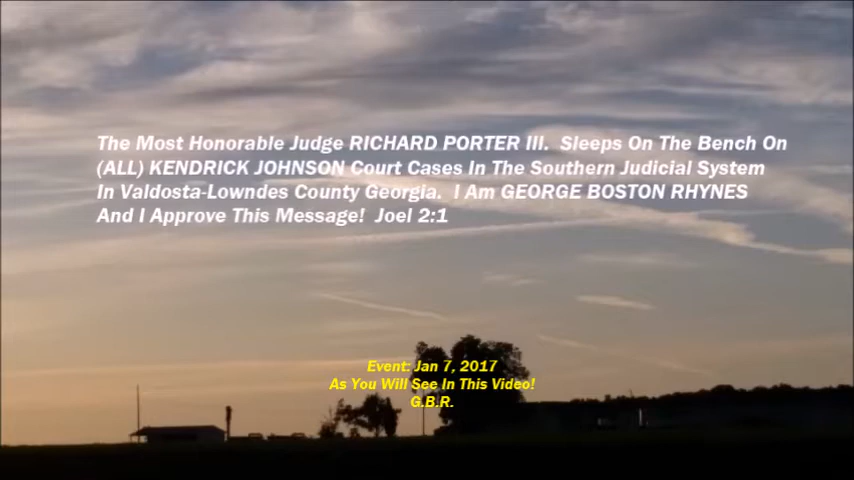 The Most Honorable Judge RICHARD PORTER III.  Sleeps On The Bench On
(ALL) KENDRICK JOHNSON Court Cases In The Southern Judicial System
In Valdosta-Lowndes County Georgia.  I Am GEORGE BOSTON RHYNES
And I Approve This Message!  Joel 2:1
Event: Jan 7, 2017
As You Will See In This Video!
G.B.R.